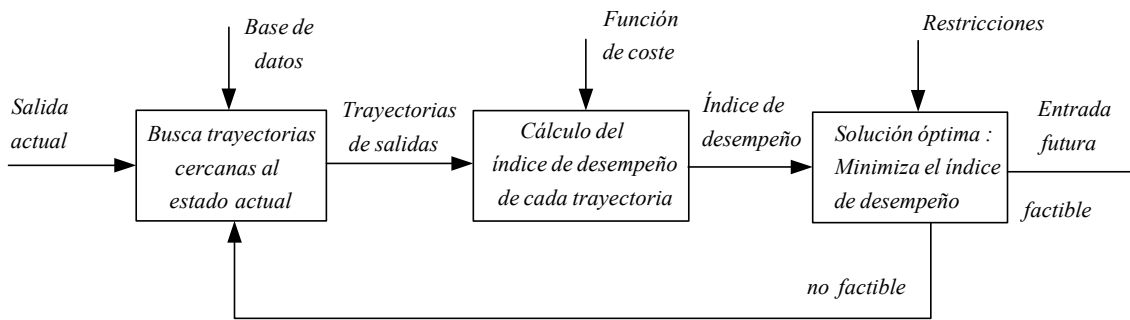 Base de
datos
Función
de coste
Restricciones
Salida
actual
Busca trayectorias
cercanas al
estado actual
Trayectorias
de salidas
Cálculo del
índice de desempeño
de cada trayectoria
Índice de
desempeño
Solución óptima :
Minimiza el índice
de desempeño
Entrada
futura
factible
no factible